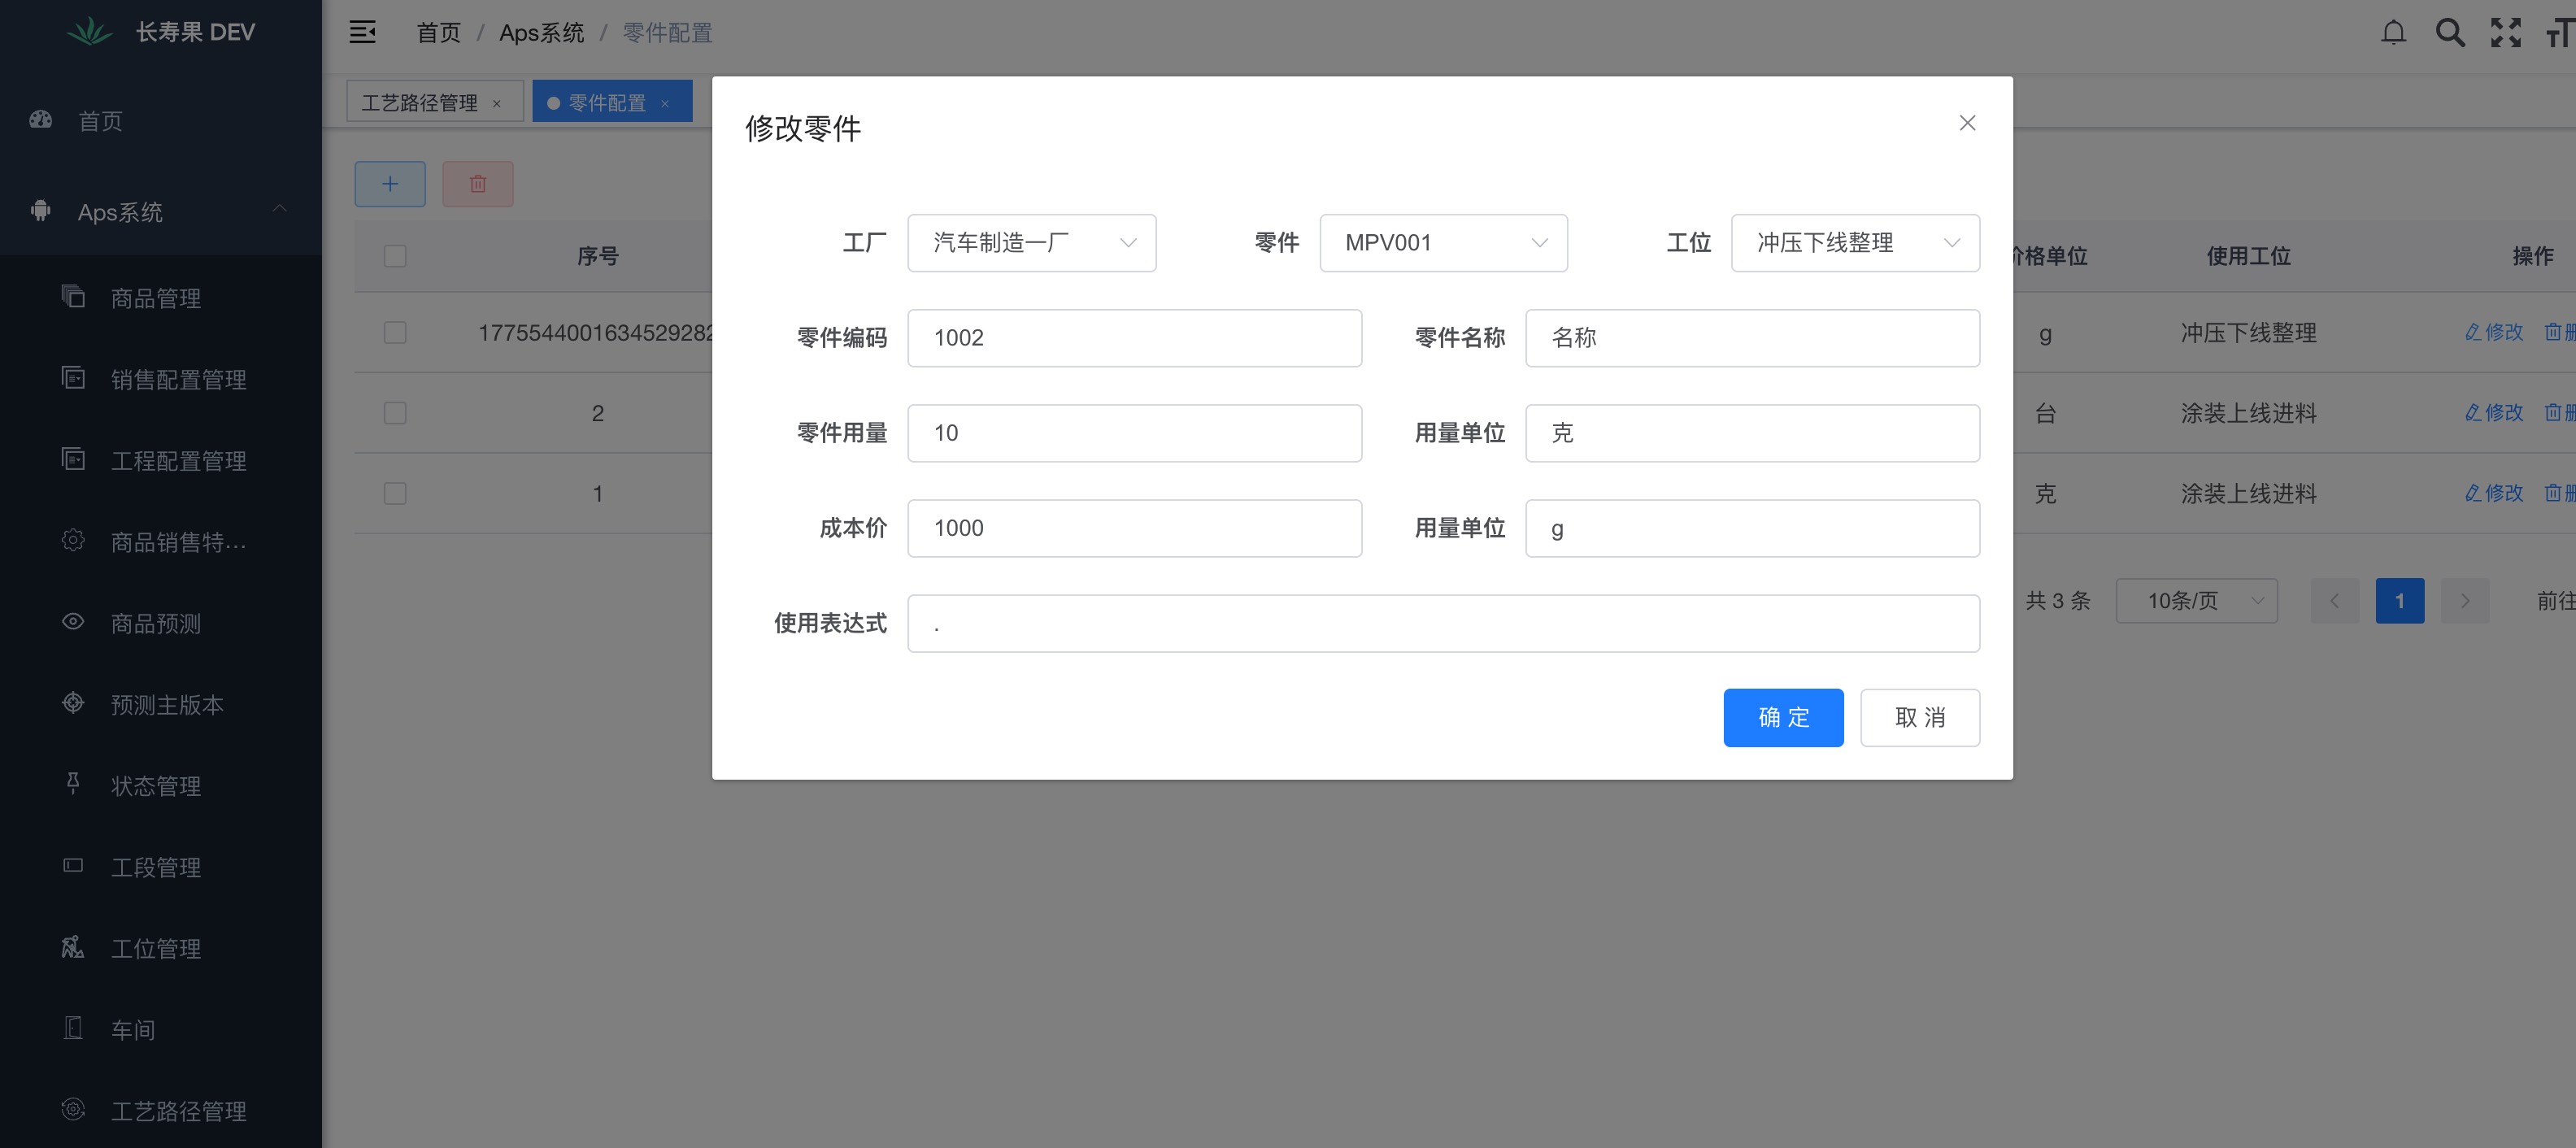 长寿果 DEV
首页 / Aps系统 / 零件配置
工艺路径管理 ×
零件配置 ×
首页
Aps系统
商品管理
销售配置管理
工程配置管理
商品销售特...
商品预测
预测主版本
状态管理
工段管理
工位管理
车间
工艺路径管理
序号
价格单位 使用工位 操作
1775544001634529282
g 冲压下线整理 修改 删
2
台 涂装上线进料 修改 删
1
克 涂装上线进料 修改 删
共 3 条 10条/页 1 前往
修改零件
工厂 汽车制造一厂 零件 MPV001 工位 冲压下线整理
零件编码 1002 零件名称 名称
零件用量 10 用量单位 克
成本价 1000 用量单位 g
使用表达式 .
确 定 取 消